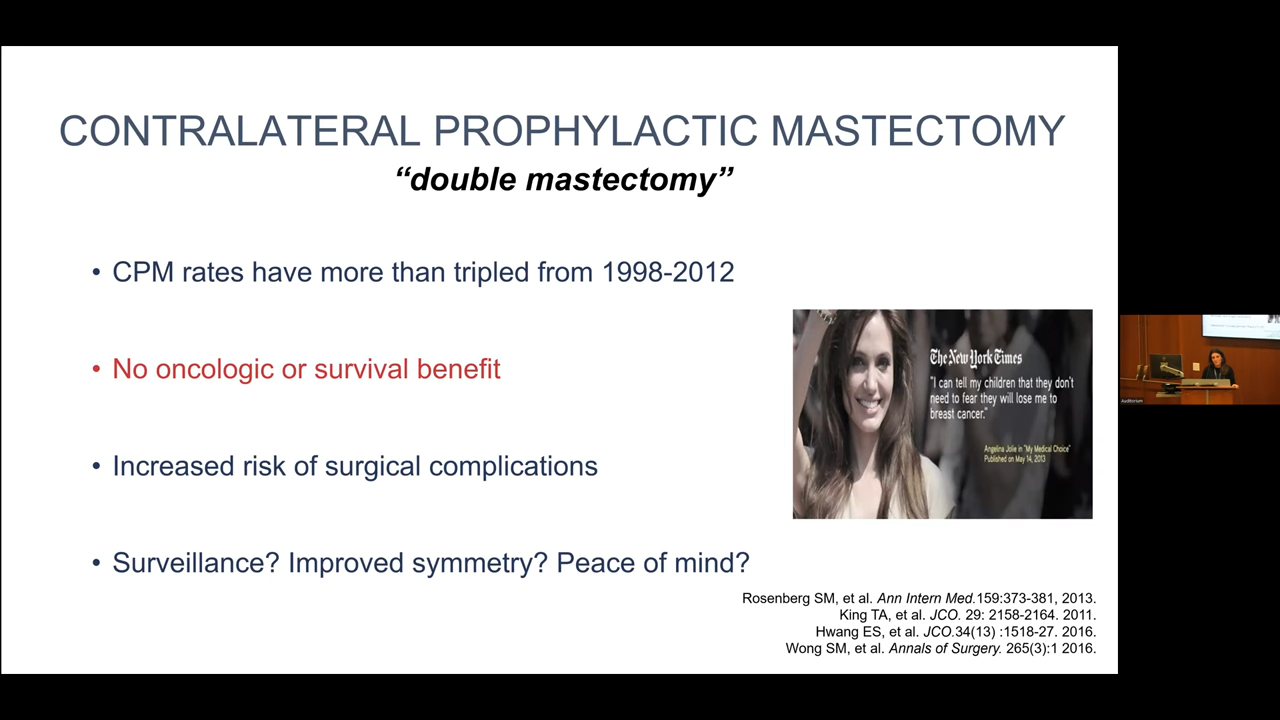 CONTRALATERAL PROPHYLACTIC MASTECTOMY
“double mastectomy”
• CPM rates have more than tripled from 1998-2012
• No oncologic or survival benefit
• Increased risk of surgical complications
• Surveillance? Improved symmetry? Peace of mind?
The New York Times
"I can tell my children that they don't
need to fear they will lose me to
breast cancer."
Angelina Jolie in "My Medical Choice"
Published on May 14, 2013
Rosenberg SM, et al. Ann Intern Med.159:373-381, 2013.
King TA, et al. JCO. 29: 2158-2164. 2011.
Hwang ES, et al. JCO.34(13) :1518-27. 2016.
Wong SM, et al. Annals of Surgery. 265(3):1 2016.
Auditorium